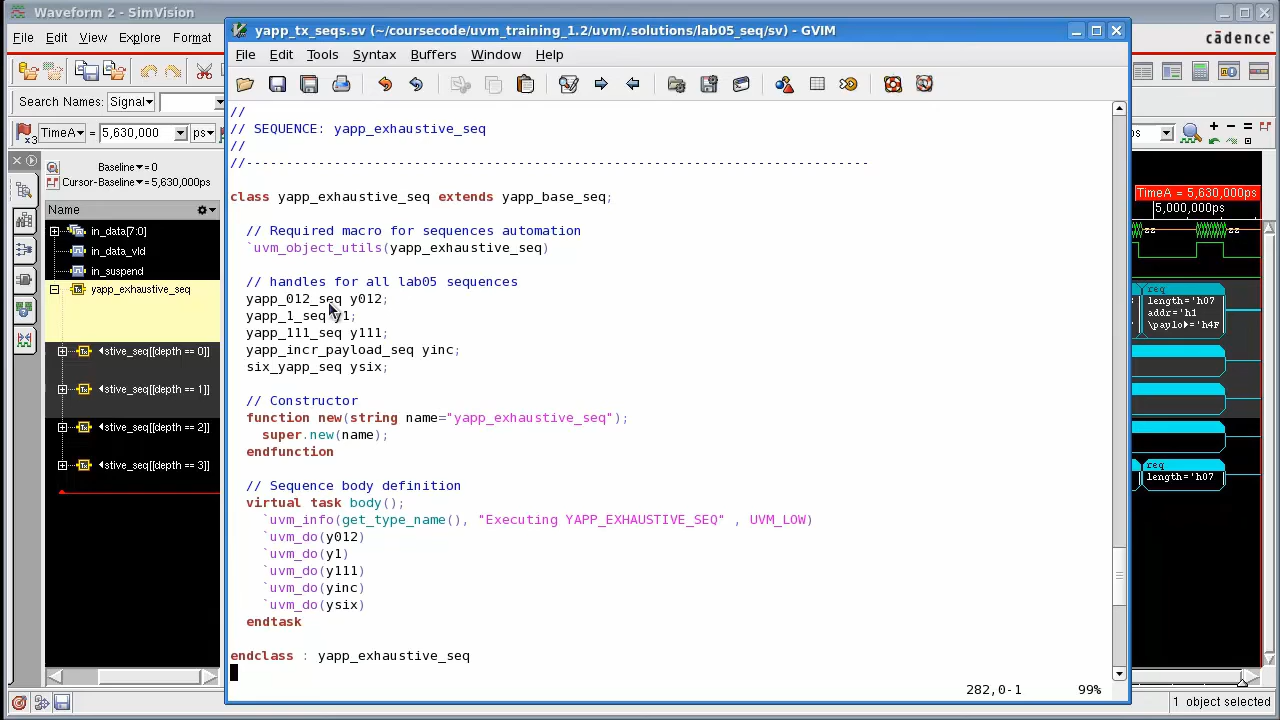 Waveform 2 - SimVision
File Edit View Explore Format
cādence
Search Names: Signal
TimeA = 5,630,000 ps
Baseline = 0
Cursor-Baseline = 5,630,000ps
Name
in_data[7:0]
in_data_vld
in_suspend
yapp_exhaustive_seq
stive_seq[[depth == 0]]
stive_seq[[depth == 1]]
stive_seq[[depth == 2]]
stive_seq[[depth == 3]]
yapp_tx_seqs.sv (~/coursecode/uvm_training_1.2/uvm/.solutions/lab05_seq/sv) - GVIM
File Edit Tools Syntax Buffers Window Help
//
// SEQUENCE: yapp_exhaustive_seq
//
//------------------------------------------------------------------------------
class yapp_exhaustive_seq extends yapp_base_seq;
// Required macro for sequences automation
`uvm_object_utils(yapp_exhaustive_seq)
// handles for all lab05 sequences
yapp_012_seq y012;
yapp_1_seq y1;
yapp_111_seq y111;
yapp_incr_payload_seq yinc;
six_yapp_seq ysix;
// Constructor
function new(string name="yapp_exhaustive_seq");
super.new(name);
endfunction
// Sequence body definition
virtual task body();
`uvm_info(get_type_name(), "Executing YAPP_EXHAUSTIVE_SEQ" , UVM_LOW)
`uvm_do(y012)
`uvm_do(y1)
`uvm_do(y111)
`uvm_do(yinc)
`uvm_do(ysix)
endtask
endclass : yapp_exhaustive_seq
282,0-1 99%
TimeA = 5,630,000ps
5,000,000ps
zz zz
req
length='h07
addr='h1
\paylo 'h4F
req
length='h07
1 object selected